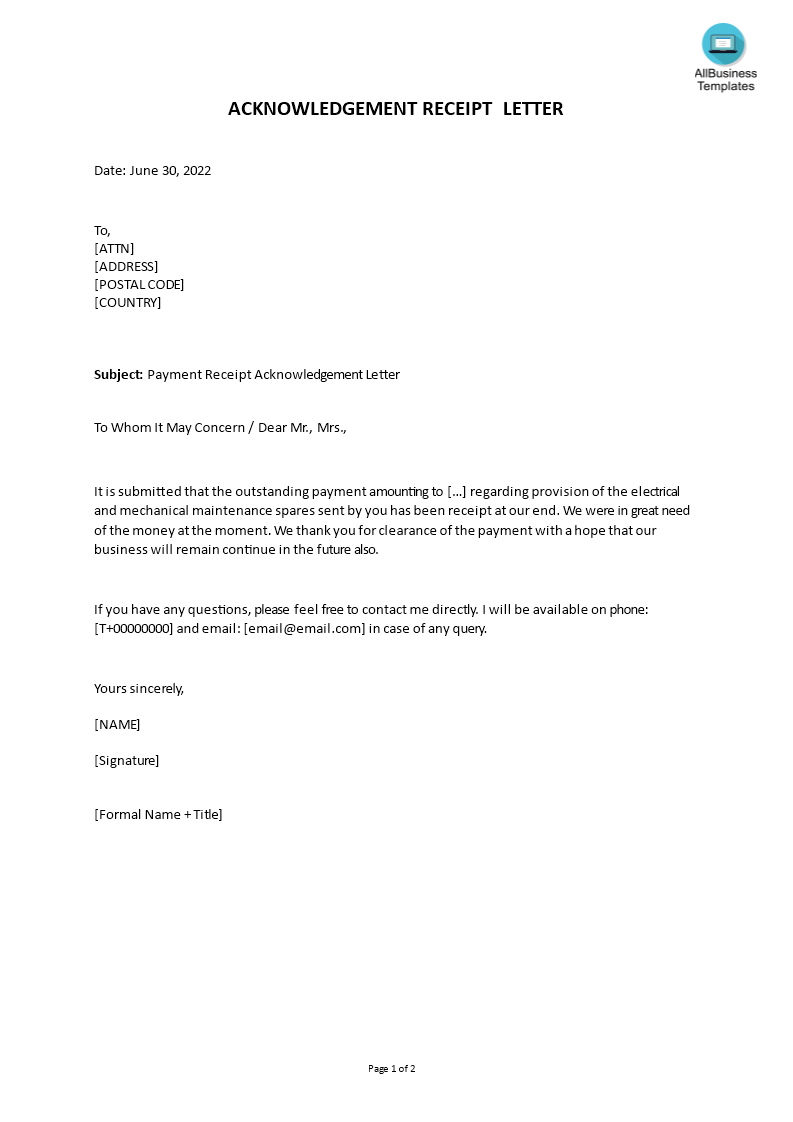 AllBusiness
Templates
ACKNOWLEDGEMENT RECEIPT LETTER
Date: June 30, 2022
To,
[ATTN]
[ADDRESS]
[POSTAL CODE]
[COUNTRY]
Subject: Payment Receipt Acknowledgement Letter
To Whom It May Concern / Dear Mr., Mrs.,
It is submitted that the outstanding payment amounting to [...] regarding provision of the electrical
and mechanical maintenance spares sent by you has been receipt at our end. We were in great need
of the money at the moment. We thank you for clearance of the payment with a hope that our
business will remain continue in the future also.
If you have any questions, please feel free to contact me directly. I will be available on phone:
[T+00000000] and email: [email@email.com] in case of any query.
Yours sincerely,
[NAME]
[Signature]
[Formal Name + Title]
Page 1 of 2